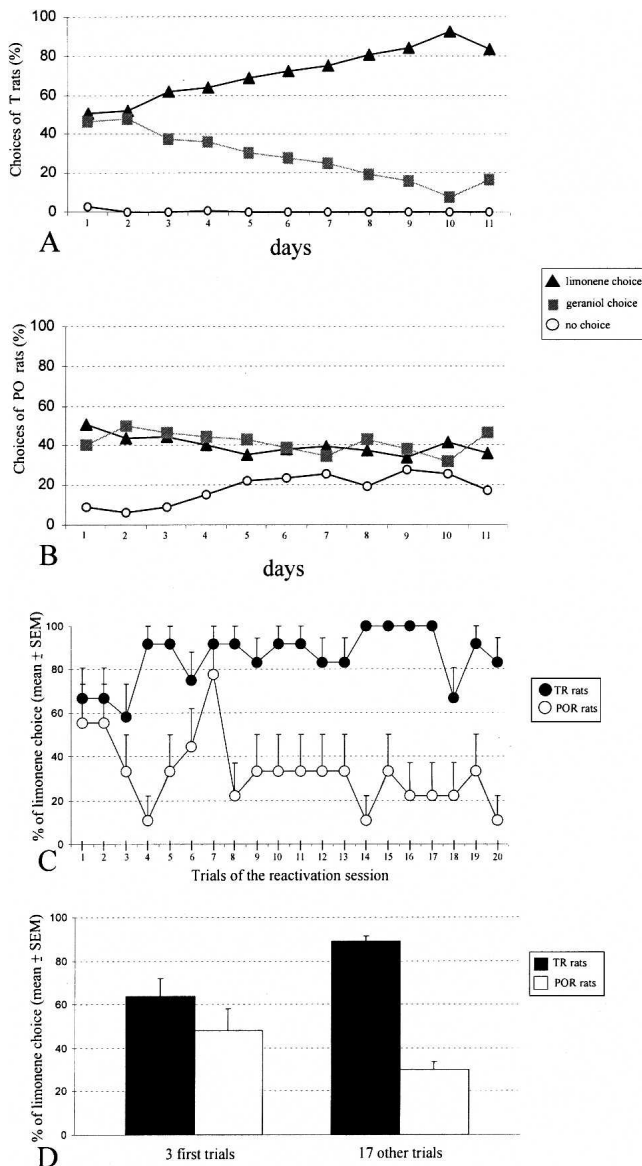 Choices of T rats (%)
100
80
60
40
20
0
1 2 3 4 5 6 7 8 9 10 11
A
days
limonene choice
geraniol choice
no choice
Choices of PO rats (%)
100
80
60
40
20
0
1 2 3 4 5 6 7 8 9 10 11
B
days
% of limonene choice (mean ± SEM)
100
80
60
40
20
0
1 2 3 4 5 6 7 8 9 10 11 12 13 14 15 16 17 18 19 20
C
Trials of the reactivation session
TR rats
POR rats
% of limonene choice (mean ± SEM)
100
80
60
40
20
0
D
3 first trials 17 other trials
TR rats
POR rats